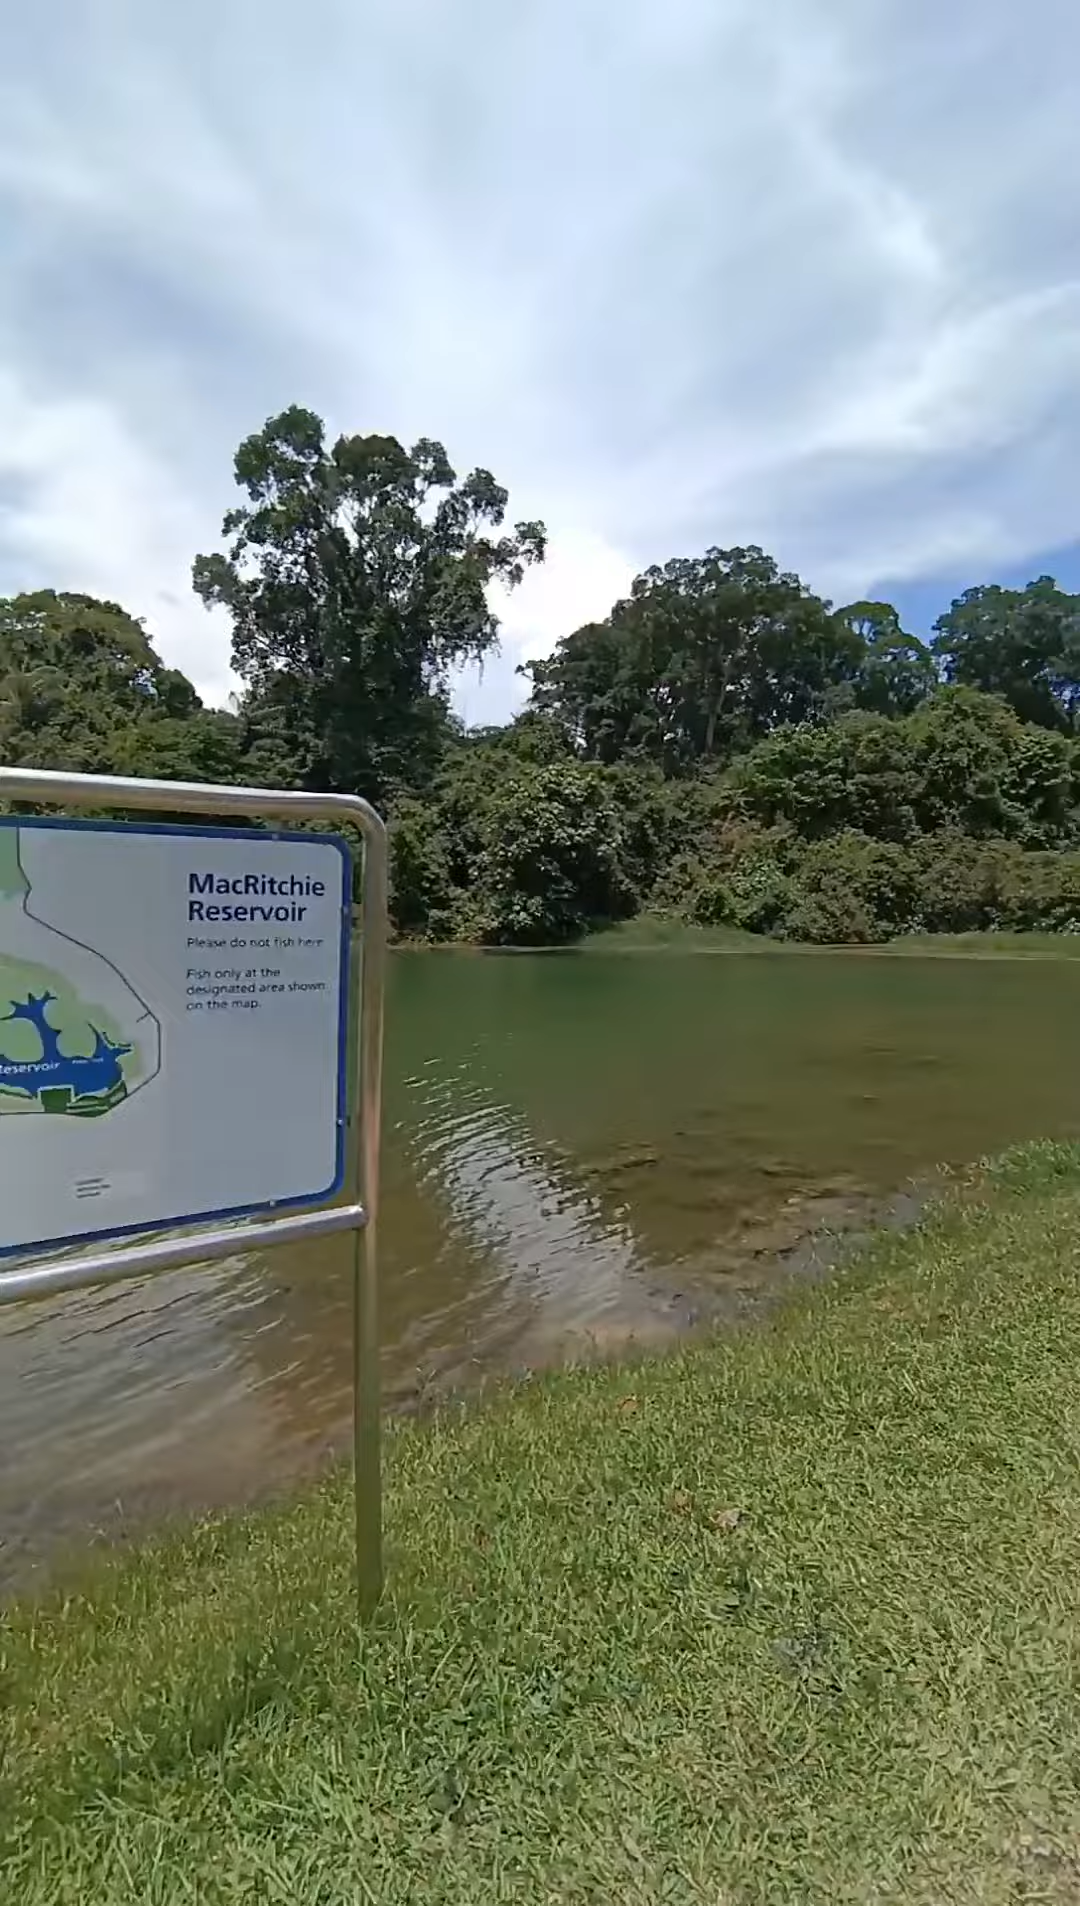 MacRitchie
Reservoir
Please do not fish here
Fish only at the
designated area shown
on the map.
Reservoir